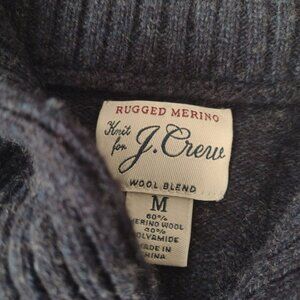 RUGGED MERINO
Knit for J.Crew
WOOL BLEND
M
60%
MERINO WOOL
40%
POLYAMIDE
MADE IN
CHINA